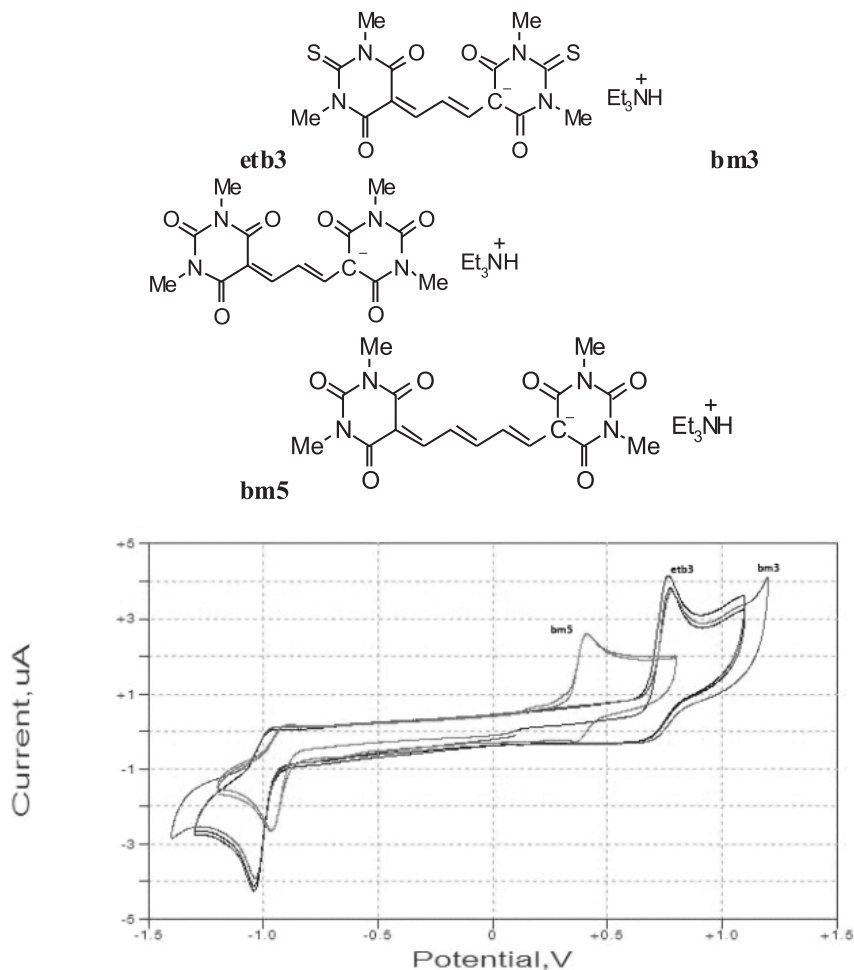 Me Me
S N O O N S
N C – N Et3NH +
Me O O Me
etb3 bm3
Me Me
O N O O N O
N C – N Et3NH +
Me O O Me
Me Me
O N O O N O
N C – N Et3NH +
Me O O Me
bm5
+5
etb3 bm3
+3
bm5
+1
-1
-3
-5
-1.5 -1.0 -0.5 0 +0.5 +1.0 +1.5
Current,uA
Potential,V